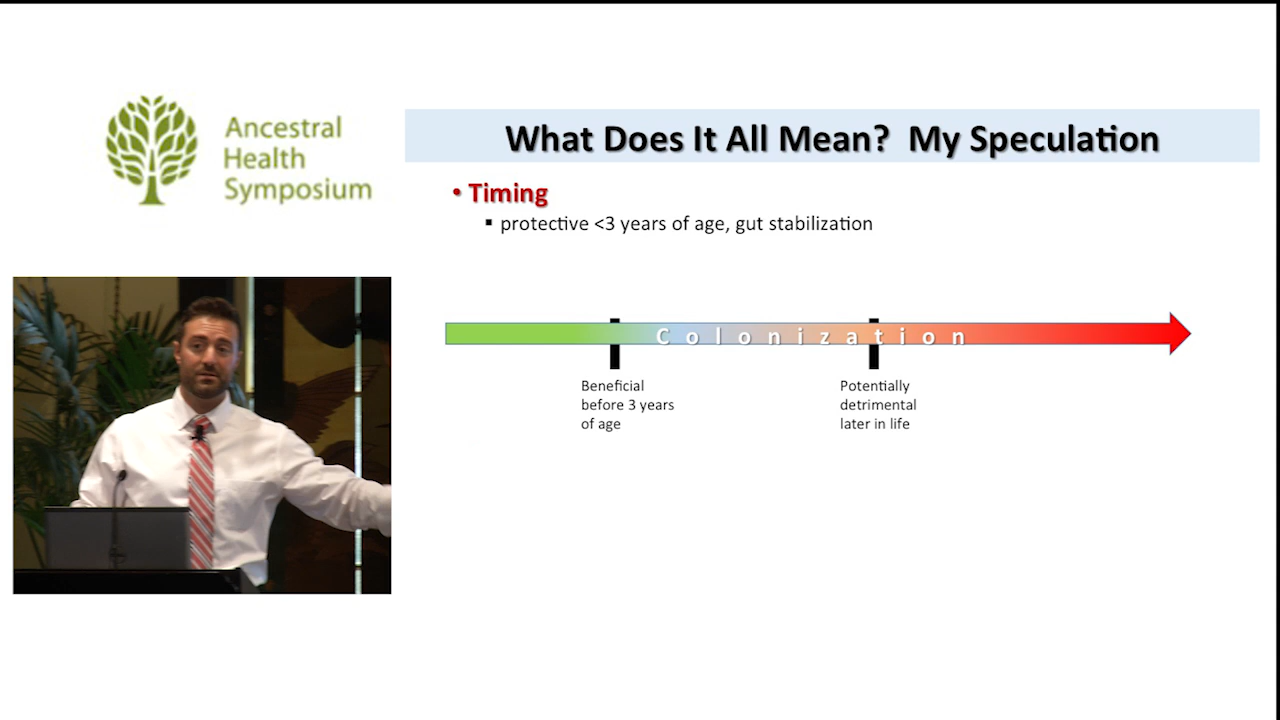 Ancestral
Health
Symposium
What Does It All Mean?  My Speculation
• Timing
▪ protective <3 years of age, gut stabilization
Colonization
Beneficial
before 3 years
of age
Potentially
detrimental
later in life